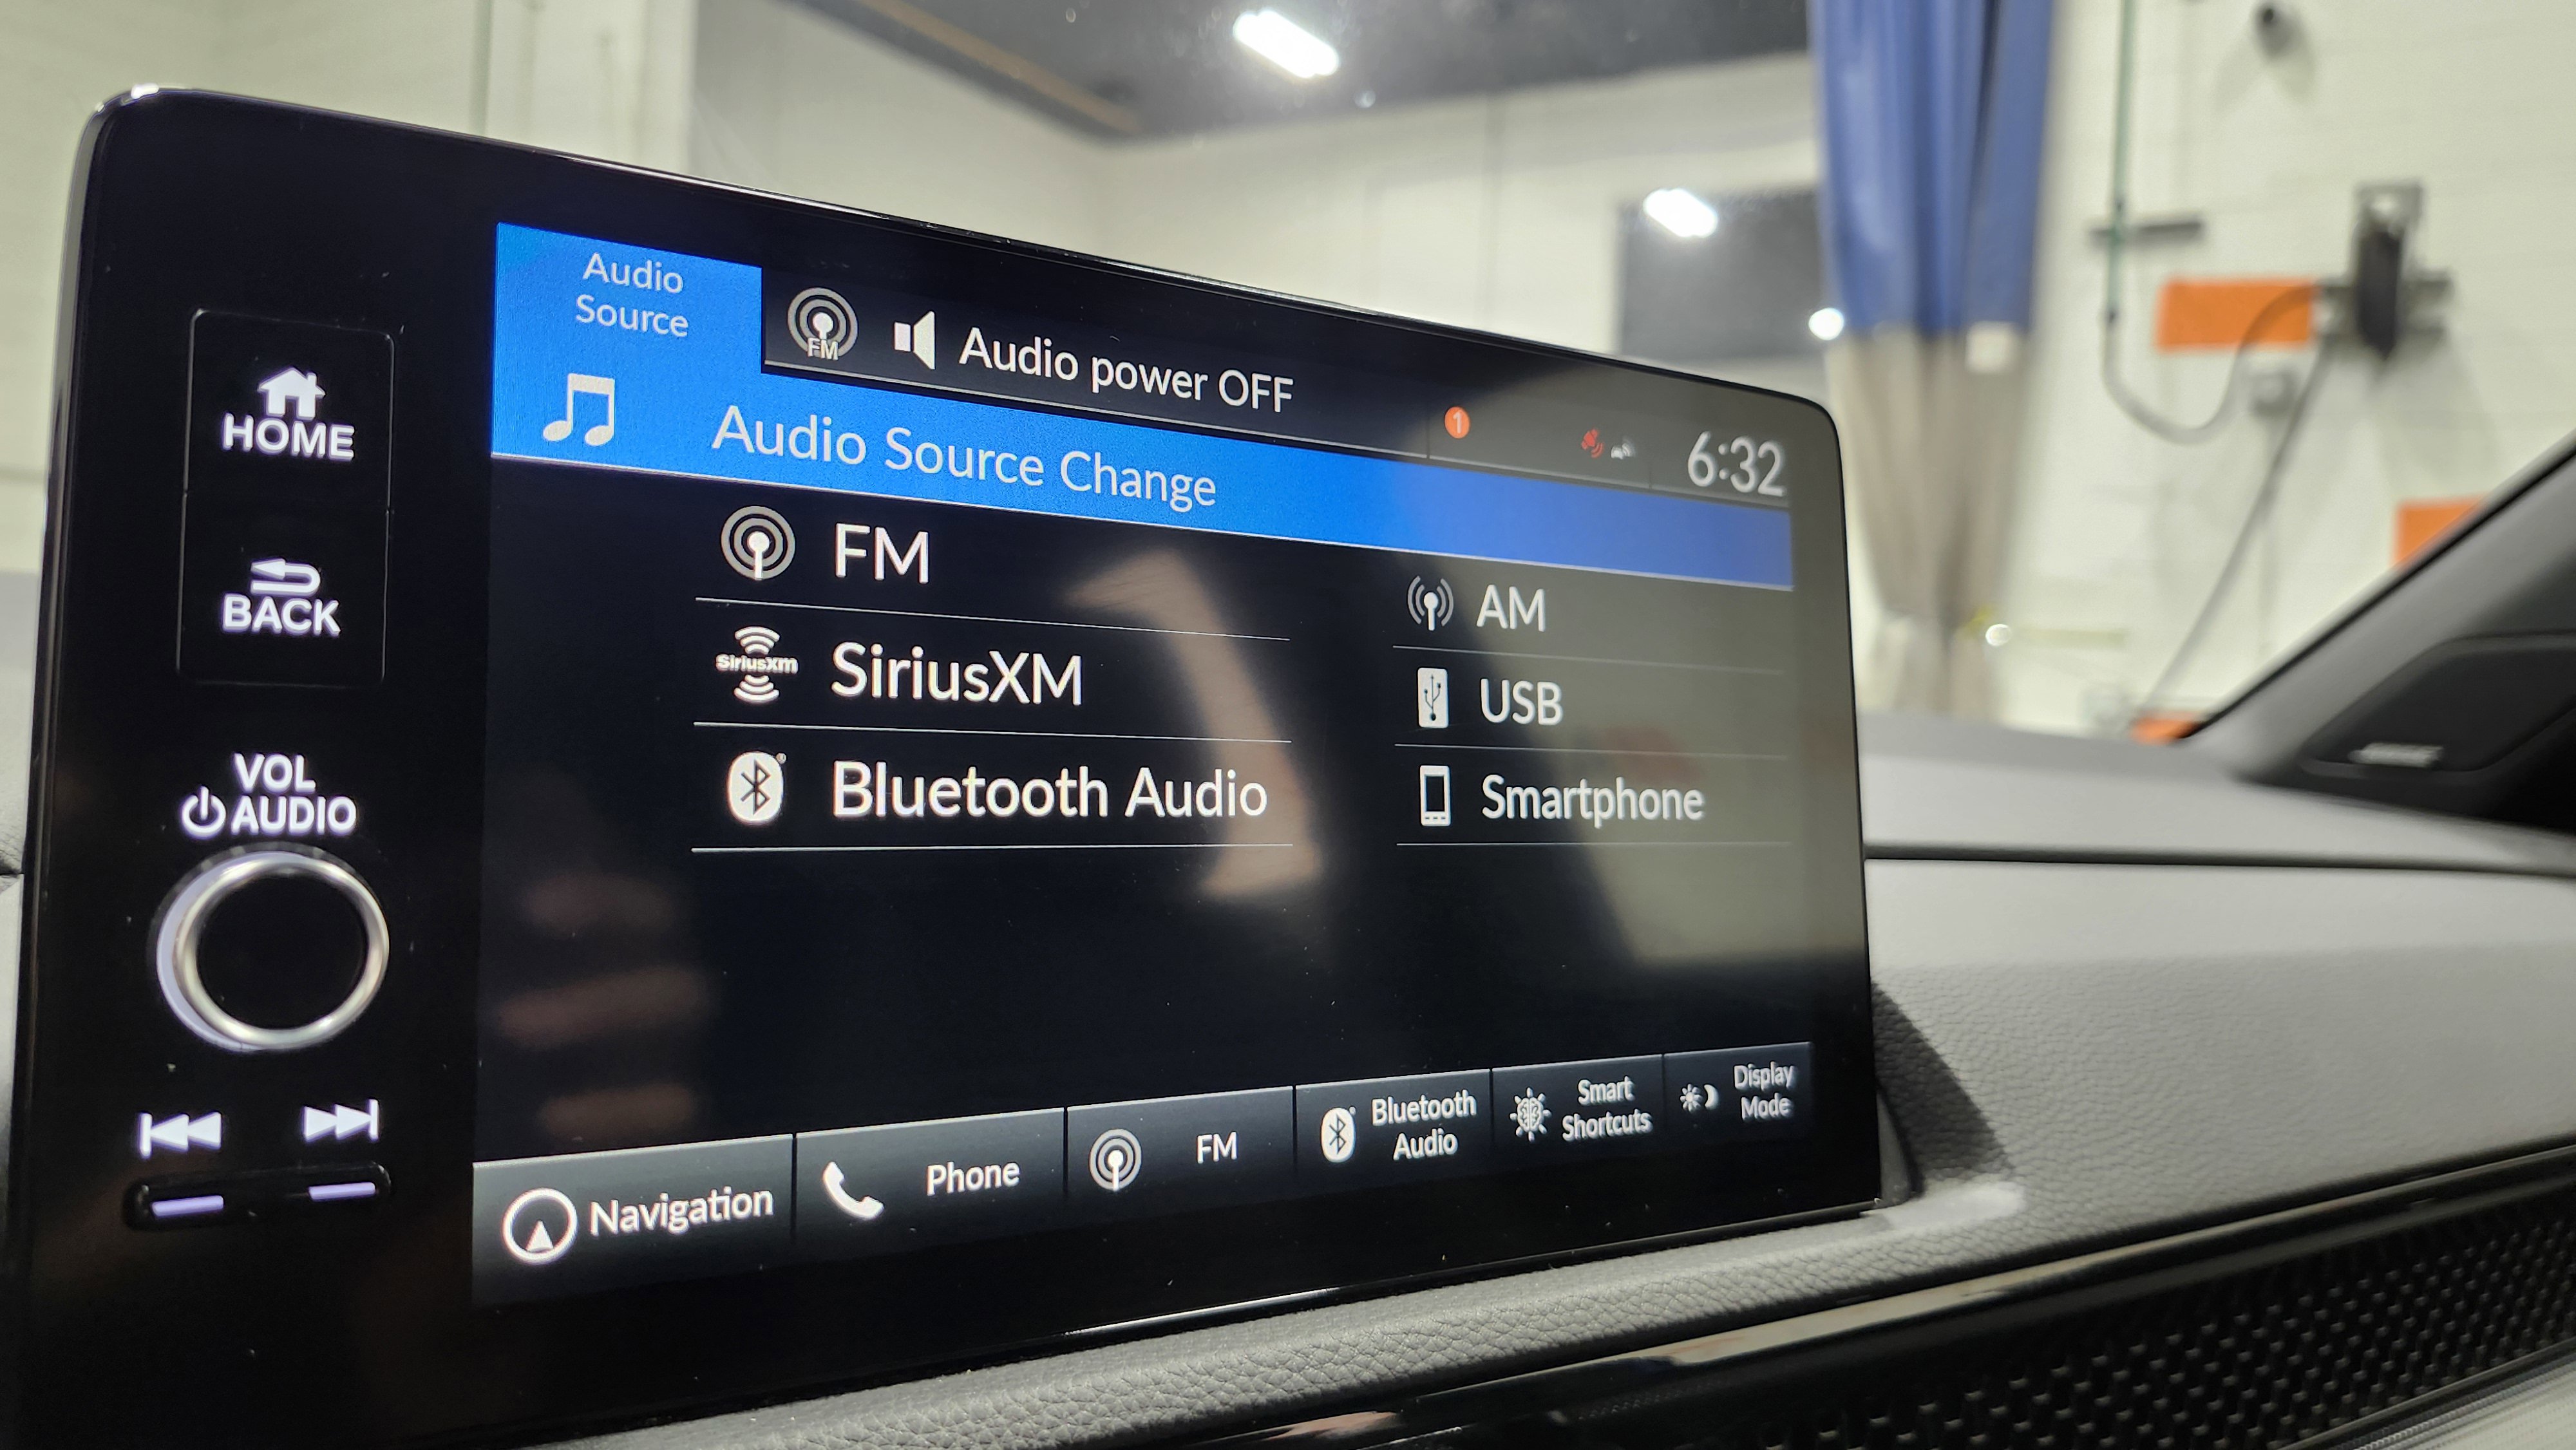 Audio
Source
FM
Audio power OFF
1
6:32
Audio Source Change
HOME
BACK
VOL
AUDIO
FM
AM
SiriusXm
SiriusXM
USB
Bluetooth Audio
Smartphone
Navigation
Phone
FM
Bluetooth
Audio
Smart
Shortcuts
Display
Mode